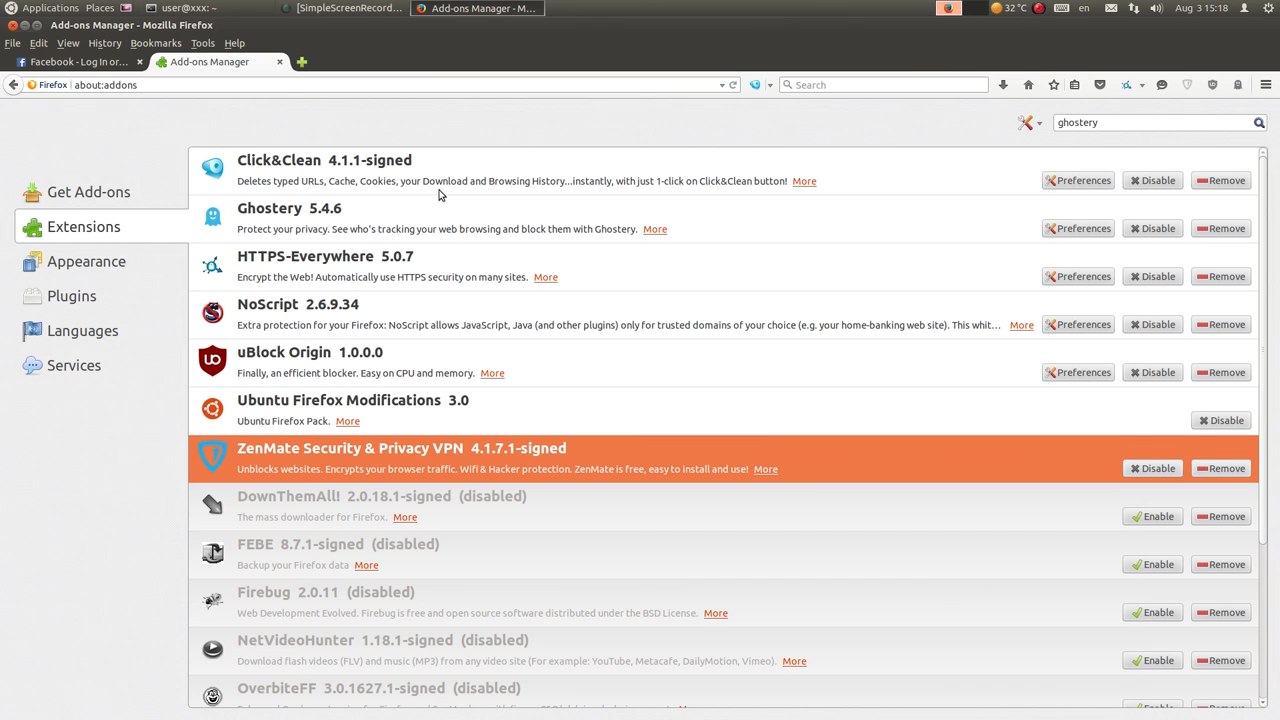 Applications Places user@xxx: ~ [SimpleScreenRecord... Add-ons Manager - M... 32 °C en Aug 3 15:18
Add-ons Manager - Mozilla Firefox
File Edit View History Bookmarks Tools Help
Facebook - Log In or... Add-ons Manager
Firefox about:addons Search
ghostery
Get Add-ons
Extensions
Appearance
Plugins
Languages
Services
Click&Clean 4.1.1-signed
Deletes typed URLs, Cache, Cookies, your Download and Browsing History...instantly, with just 1-click on Click&Clean button! More Preferences Disable Remove
Ghostery 5.4.6
Protect your privacy. See who's tracking your web browsing and block them with Ghostery. More Preferences Disable Remove
HTTPS-Everywhere 5.0.7
Encrypt the Web! Automatically use HTTPS security on many sites. More Preferences Disable Remove
NoScript 2.6.9.34
Extra protection for your Firefox: NoScript allows JavaScript, Java (and other plugins) only for trusted domains of your choice (e.g. your home-banking web site). This whit... More Preferences Disable Remove
uBlock Origin 1.0.0.0
Finally, an efficient blocker. Easy on CPU and memory. More Preferences Disable Remove
Ubuntu Firefox Modifications 3.0
Ubuntu Firefox Pack. More Disable
ZenMate Security & Privacy VPN 4.1.7.1-signed
Unblocks websites. Encrypts your browser traffic. Wifi & Hacker protection. ZenMate is free, easy to install and use! More Disable Remove
DownThemAll! 2.0.18.1-signed (disabled)
The mass downloader for Firefox. More Enable Remove
FEBE 8.7.1-signed (disabled)
Backup your Firefox data More Enable Remove
Firebug 2.0.11 (disabled)
Web Development Evolved. Firebug is free and open source software distributed under the BSD License. More Enable Remove
NetVideoHunter 1.18.1-signed (disabled)
Download flash videos (FLV) and music (MP3) from any video site (For example: YouTube, Metacafe, DailyMotion, Vimeo). More Enable Remove
OverbiteFF 3.0.1627.1-signed (disabled)